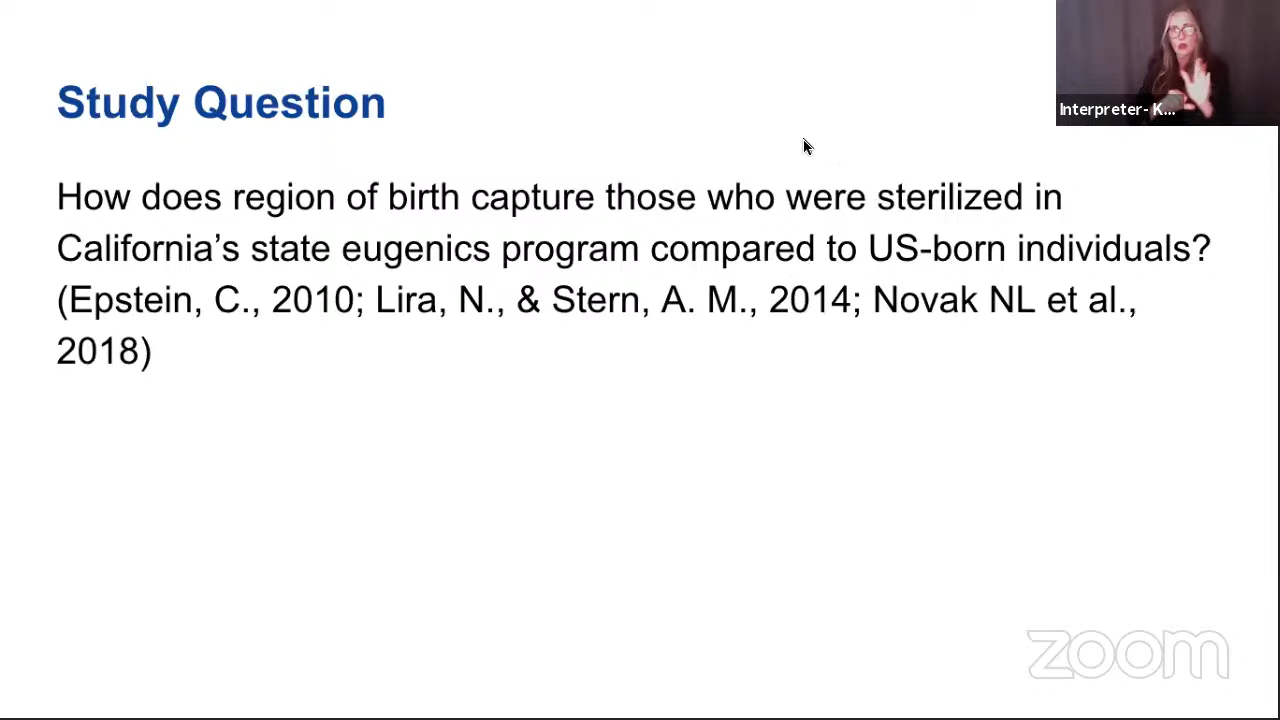 Interpreter- K...
Study Question
How does region of birth capture those who were sterilized in
California’s state eugenics program compared to US-born individuals?
(Epstein, C., 2010; Lira, N., & Stern, A. M., 2014; Novak NL et al.,
2018)
zoom